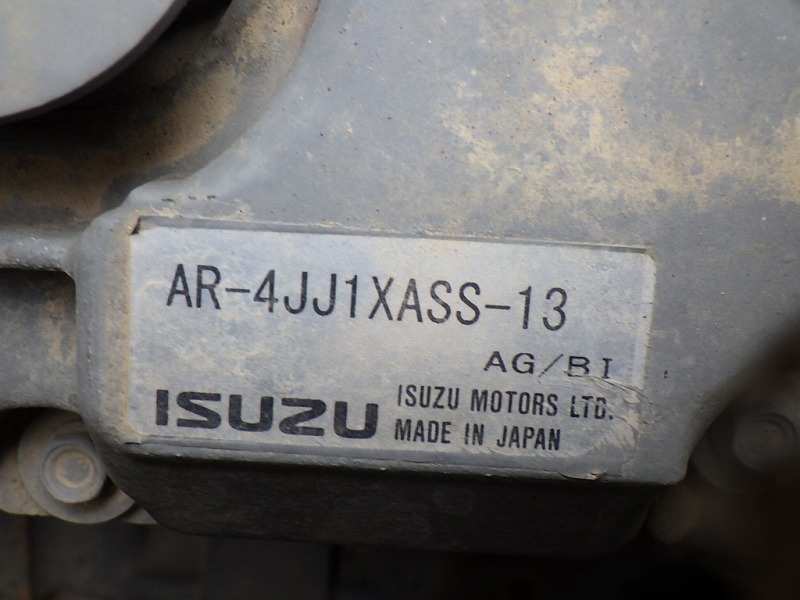 AR-4JJ1XASS-13
AG/BI
ISUZU
ISUZU MOTORS LTD.
MADE IN JAPAN